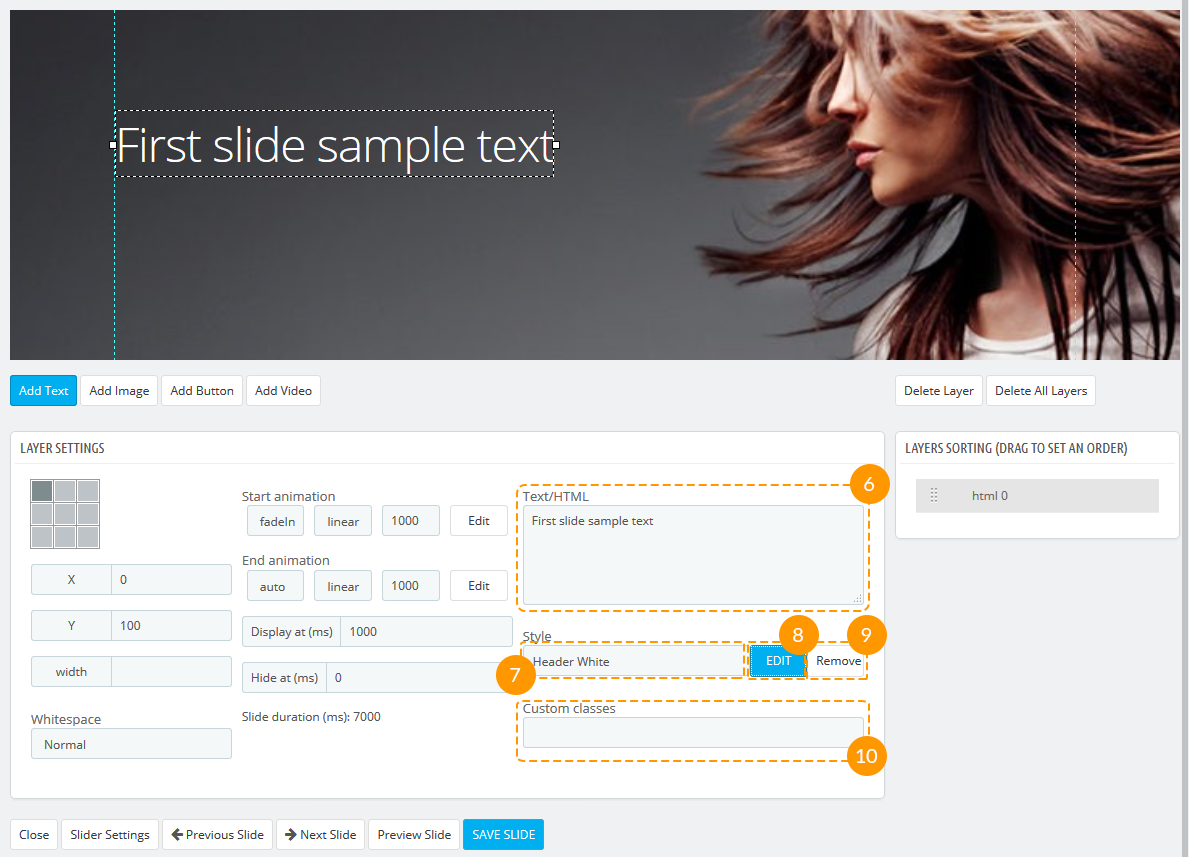 First slide sample text
Add Text Add Image Add Button Add Video Delete Layer Delete All Layers
LAYER SETTINGS
X 0
Y 100
width
Whitespace
Normal
Start animation
fadeIn linear 1000 Edit
End animation
auto linear 1000 Edit
Display at (ms) 1000
Hide at (ms) 0
Slide duration (ms): 7000
6
Text/HTML
First slide sample text
8 9
Style
7 Header White EDIT Remove
Custom classes
10
LAYERS SORTING (DRAG TO SET AN ORDER)
html 0
Close Slider Settings Previous Slide Next Slide Preview Slide SAVE SLIDE